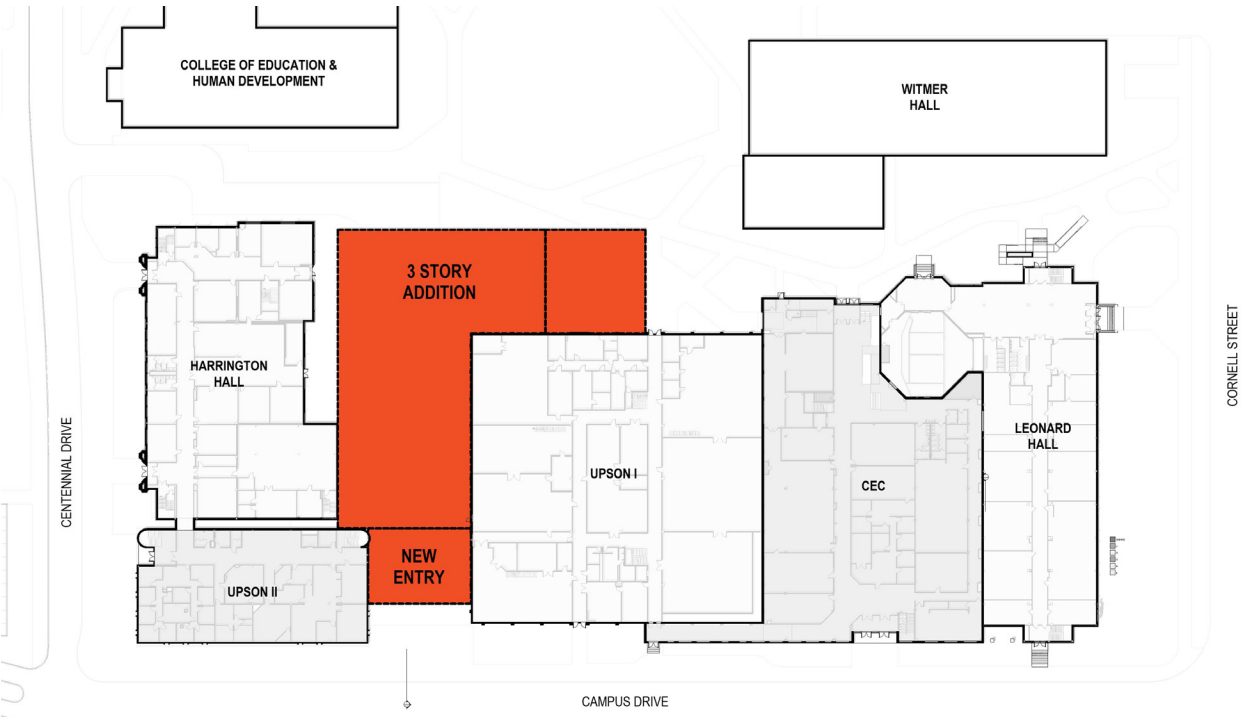 COLLEGE OF EDUCATION &
HUMAN DEVELOPMENT
WITMER
HALL
3 STORY
ADDITION
HARRINGTON
HALL
CORNELL STREET
LEONARD
HALL
CENTENNIAL DRIVE
UPSON I
CEC
NEW
ENTRY
UPSON II
CAMPUS DRIVE